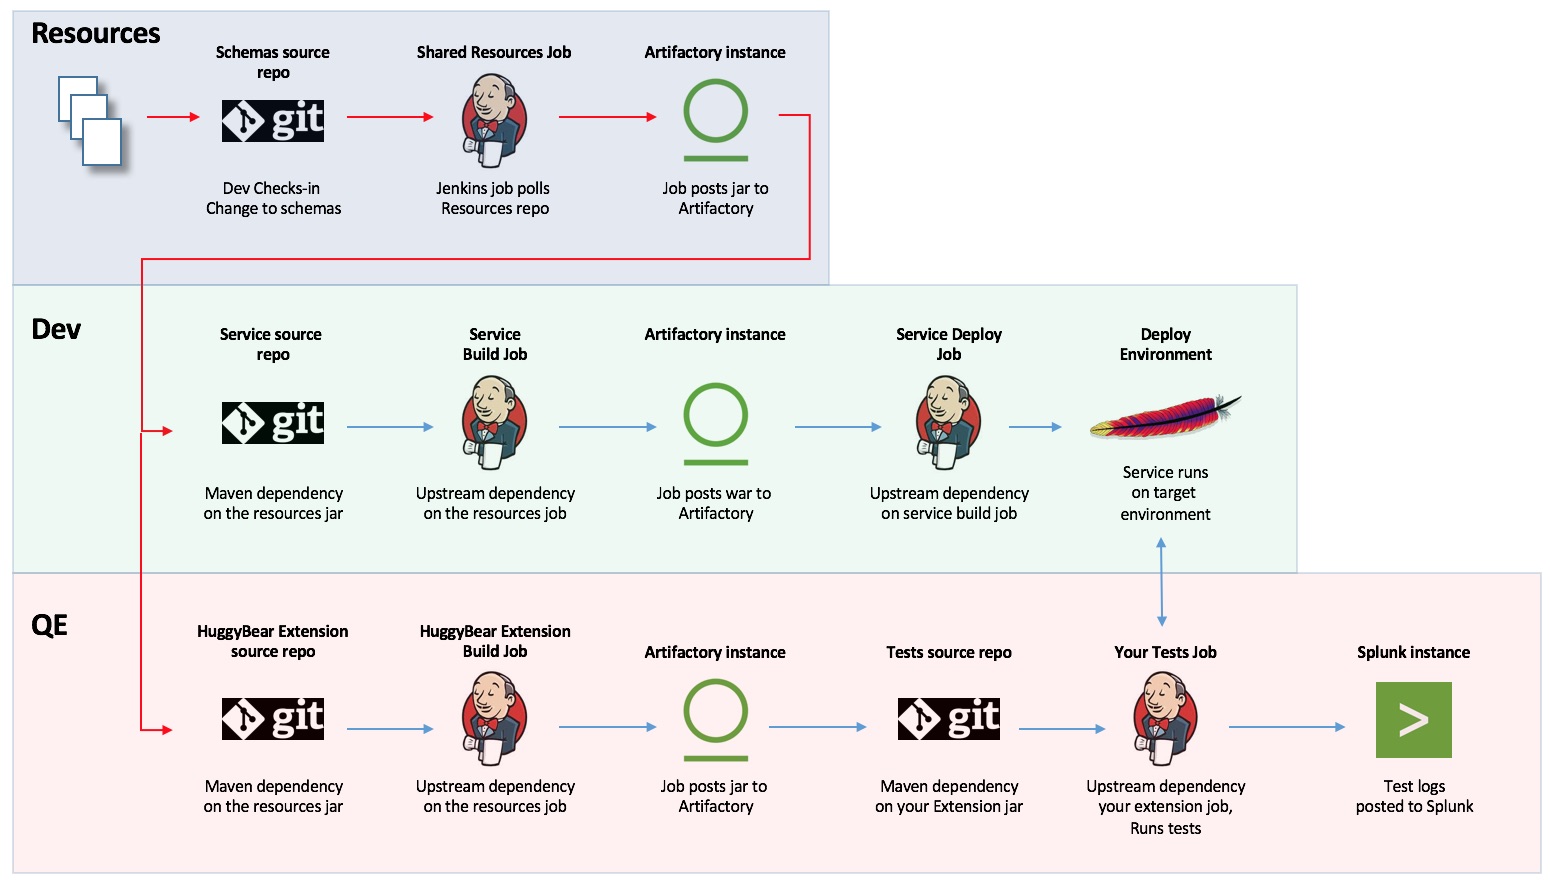 Resources
Schemas source
repo
Shared Resources Job
Artifactory instance
git
Dev Checks-in
Change to schemas
Jenkins job polls
Resources repo
Job posts jar to
Artifactory
Dev
Service source
repo
Service
Build Job
Artifactory instance
Service Deploy
Job
Deploy
Environment
git
Maven dependency
on the resources jar
Upstream dependency
on the resources job
Job posts war to
Artifactory
Upstream dependency
on service build job
Service runs
on target
environment
QE
HuggyBear Extension
source repo
HuggyBear Extension
Build Job
Artifactory instance
Tests source repo
Your Tests Job
Splunk instance
git
git
>
Maven dependency
on the resources jar
Upstream dependency
on the resources job
Job posts jar to
Artifactory
Maven dependency
on your Extension jar
Upstream dependency
your extension job,
Runs tests
Test logs
posted to Splunk